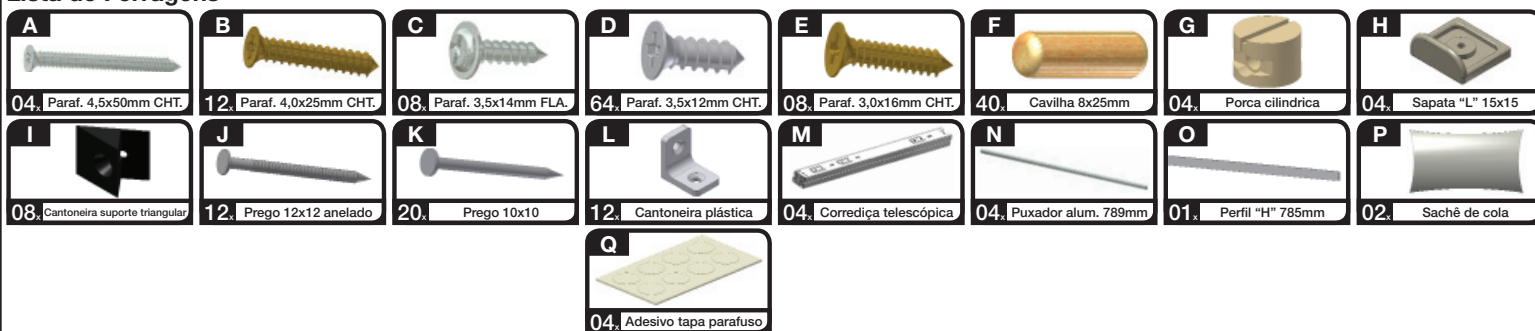 Lista de Ferragens
A
04x Paraf. 4,5x50mm CHT.
B
12x Paraf. 4,0x25mm CHT.
C
08x Paraf. 3,5x14mm FLA.
D
64x Paraf. 3,5x12mm CHT.
E
08x Paraf. 3,0x16mm CHT.
F
40x Cavilha 8x25mm
G
04x Porca cilindrica
H
04x Sapata “L” 15x15
I
08x Cantoneira suporte triangular
J
12x Prego 12x12 anelado
K
20x Prego 10x10
L
12x Cantoneira plástica
M
04x Corrediça telescópica
N
04x Puxador alum. 789mm
O
01x Perfil “H” 785mm
P
02x Sachê de cola
Q
04x Adesivo tapa parafuso